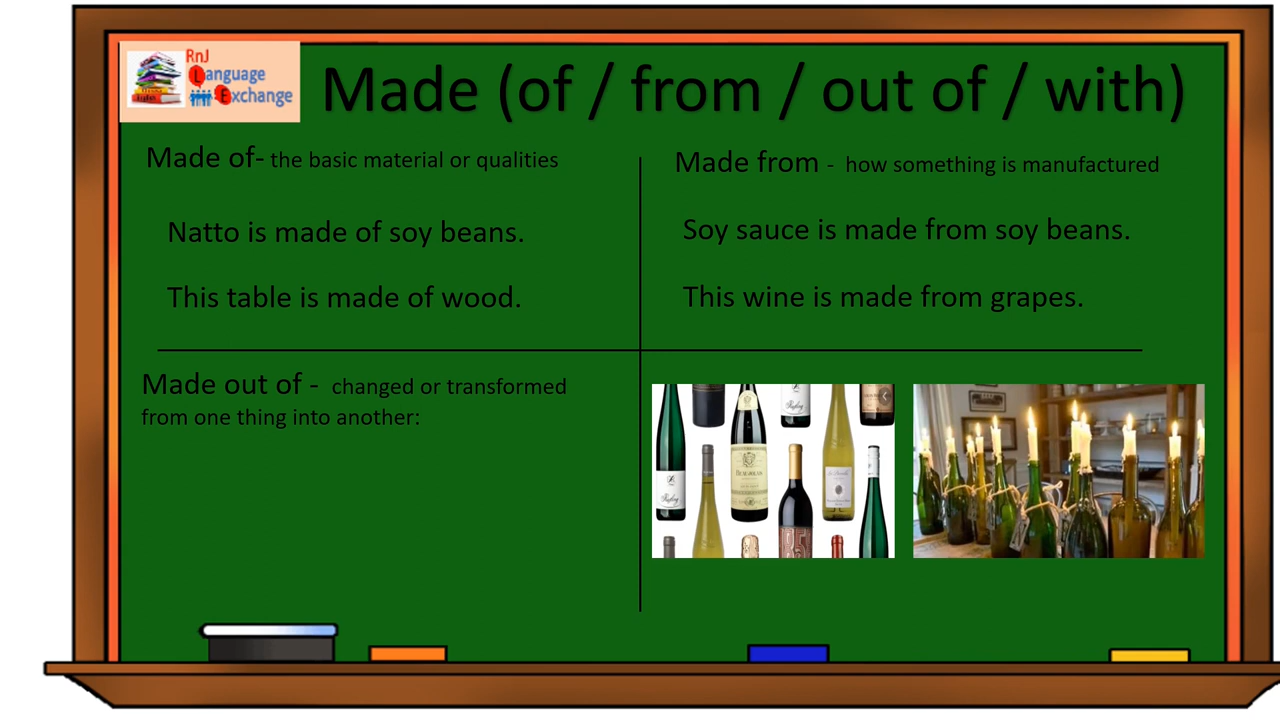 RnJ
Language
Exchange
Made (of / from / out of / with)
Made of- the basic material or qualities
Natto is made of soy beans.
This table is made of wood.
Made from - how something is manufactured
Soy sauce is made from soy beans.
This wine is made from grapes.
Made out of - changed or transformed
from one thing into another: